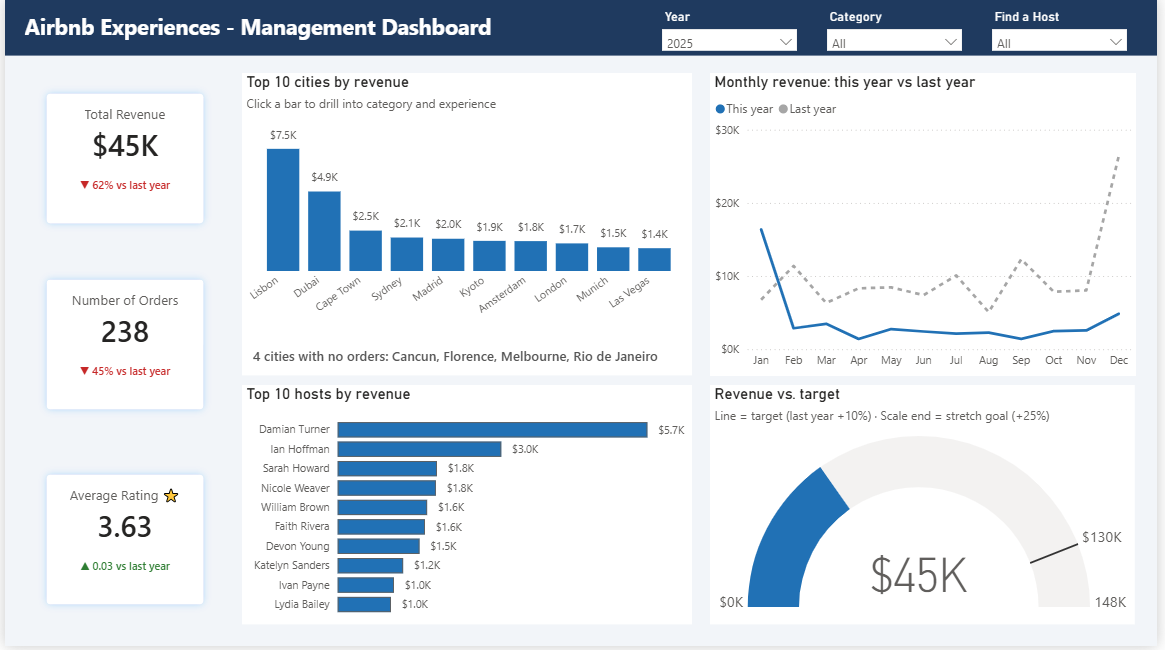 Airbnb Experiences - Management Dashboard
Year
2025
Category
All
Find a Host
All
Total Revenue
$45K
▼ 62% vs last year
Number of Orders
238
▼ 45% vs last year
Average Rating ⭐
3.63
▲ 0.03 vs last year
Top 10 cities by revenue
Click a bar to drill into category and experience
$7.5K
$4.9K
$2.5K
$2.1K
$2.0K
$1.9K
$1.8K
$1.7K
$1.5K
$1.4K
Lisbon
Dubai
Cape Town
Sydney
Madrid
Kyoto
Amsterdam
London
Munich
Las Vegas
4 cities with no orders: Cancun, Florence, Melbourne, Rio de Janeiro
Monthly revenue: this year vs last year
This year Last year
$30K
$20K
$10K
$0K
Jan Feb Mar Apr May Jun Jul Aug Sep Oct Nov Dec
Top 10 hosts by revenue
Damian Turner $5.7K
Ian Hoffman $3.0K
Sarah Howard $1.8K
Nicole Weaver $1.8K
William Brown $1.6K
Faith Rivera $1.6K
Devon Young $1.5K
Katelyn Sanders $1.2K
Ivan Payne $1.0K
Lydia Bailey $1.0K
Revenue vs. target
Line = target (last year +10%) · Scale end = stretch goal (+25%)
$130K
$45K
$0K
148K